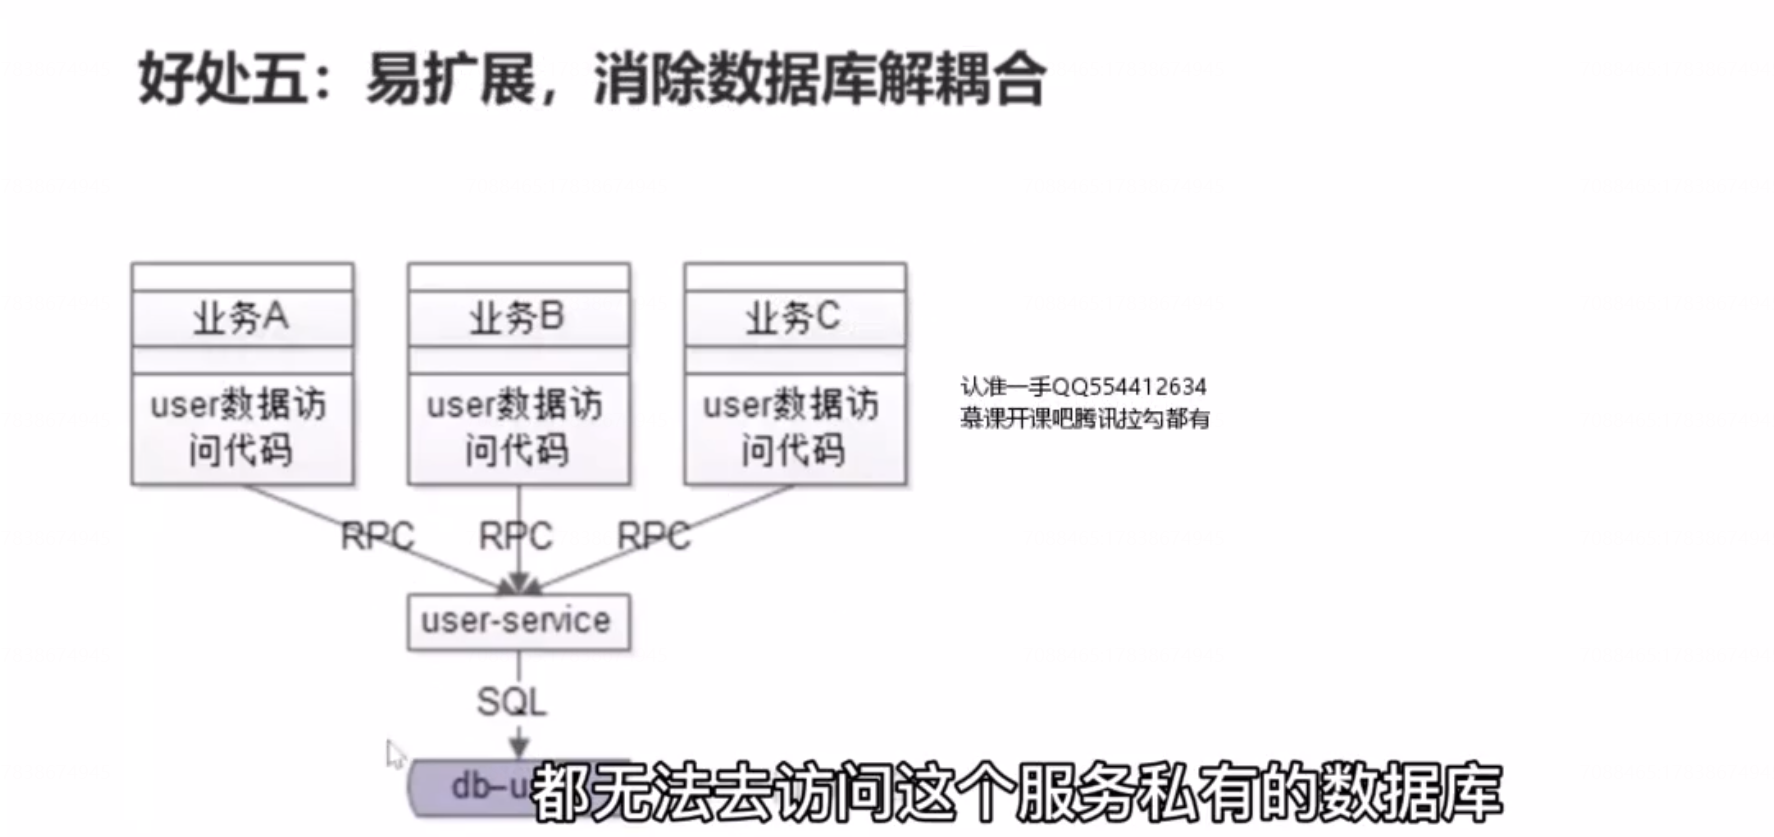 好处五：易扩展，消除数据库解耦合
业务A
业务B
业务C
user数据访
问代码
user数据访
问代码
user数据访
问代码
认准一手QQ554412634
慕课开课吧腾讯拉勾都有
RPC
RPC
RPC
user-service
SQL
db-u
都无法去访问这个服务私有的数据库